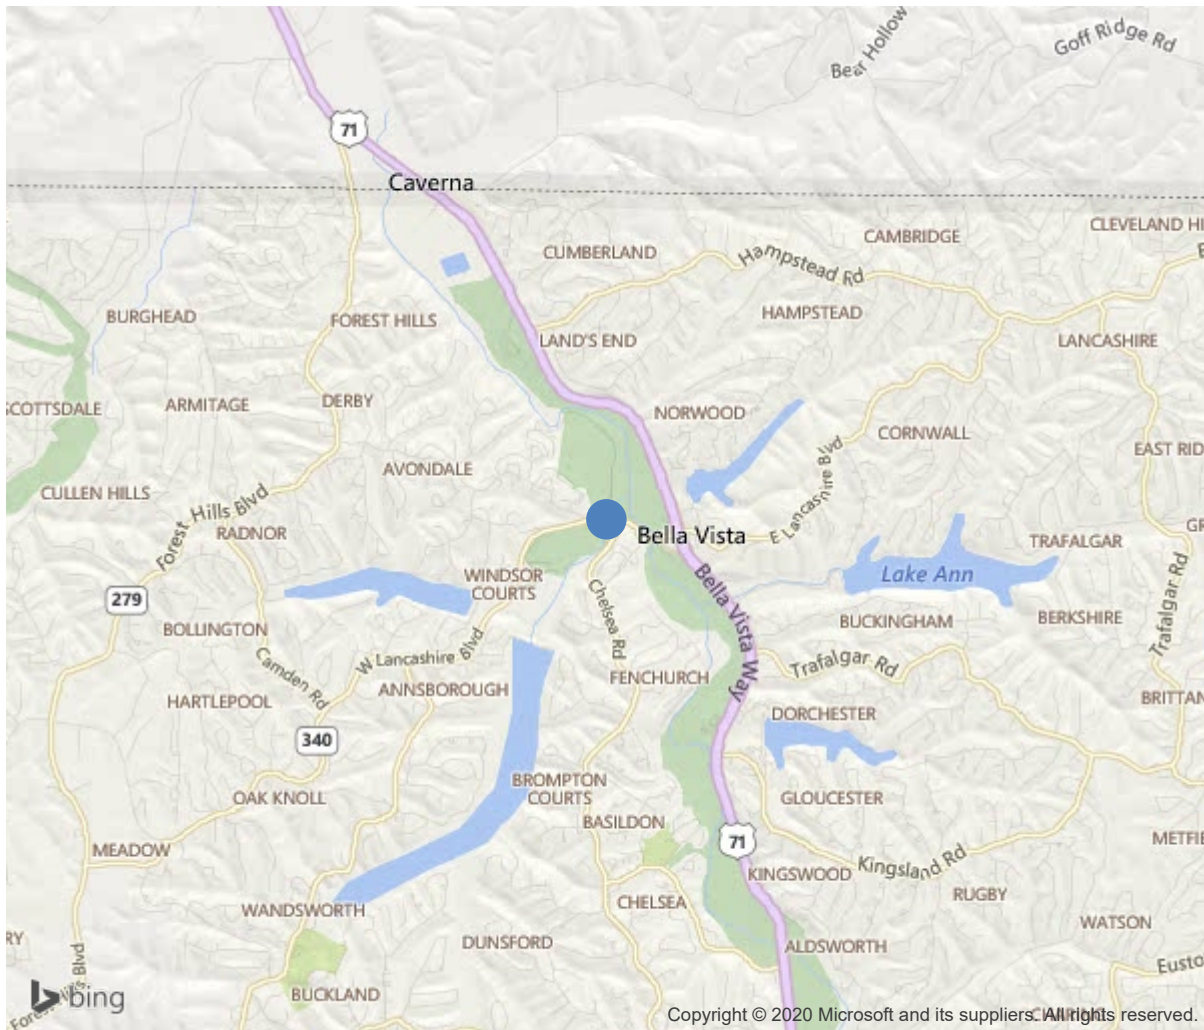 Bear Hollow
Goff Ridge Rd
71
Caverna
CLEVELAND HI
CAMBRIDGE
CUMBERLAND
Hampstead Rd
BURGHEAD
FOREST HILLS
HAMPSTEAD
LAND'S END
LANCASHIRE
SCOTTSDALE
ARMITAGE
DERBY
NORWOOD
CORNWALL
EAST RID
AVONDALE
CULLEN HILLS
Forest Hills Blvd
E Lancashire Blvd
RADNOR
Bella Vista
TRAFALGAR
Lake Ann
WINDSOR
COURTS
279
Chelsea Rd
Bella Vista Way
BUCKINGHAM
BERKSHIRE
Trafalgar Rd
BOLLINGTON
W Lancashire Blvd
Camden Rd
ANNSBOROUGH
FENCHURCH
Trafalgar Rd
HARTLEPOOL
BRITTAN
DORCHESTER
340
BROMPTON
COURTS
OAK KNOLL
GLOUCESTER
BASILDON
71
METFIE
MEADOW
Kingsland Rd
KINGSWOOD
RUGBY
CHELSEA
WANDSWORTH
WATSON
RY
DUNSFORD
ALDSWORTH
Eusto
BUCKLAND
bing
Copyright © 2020 Microsoft and its suppliers. All rights reserved.